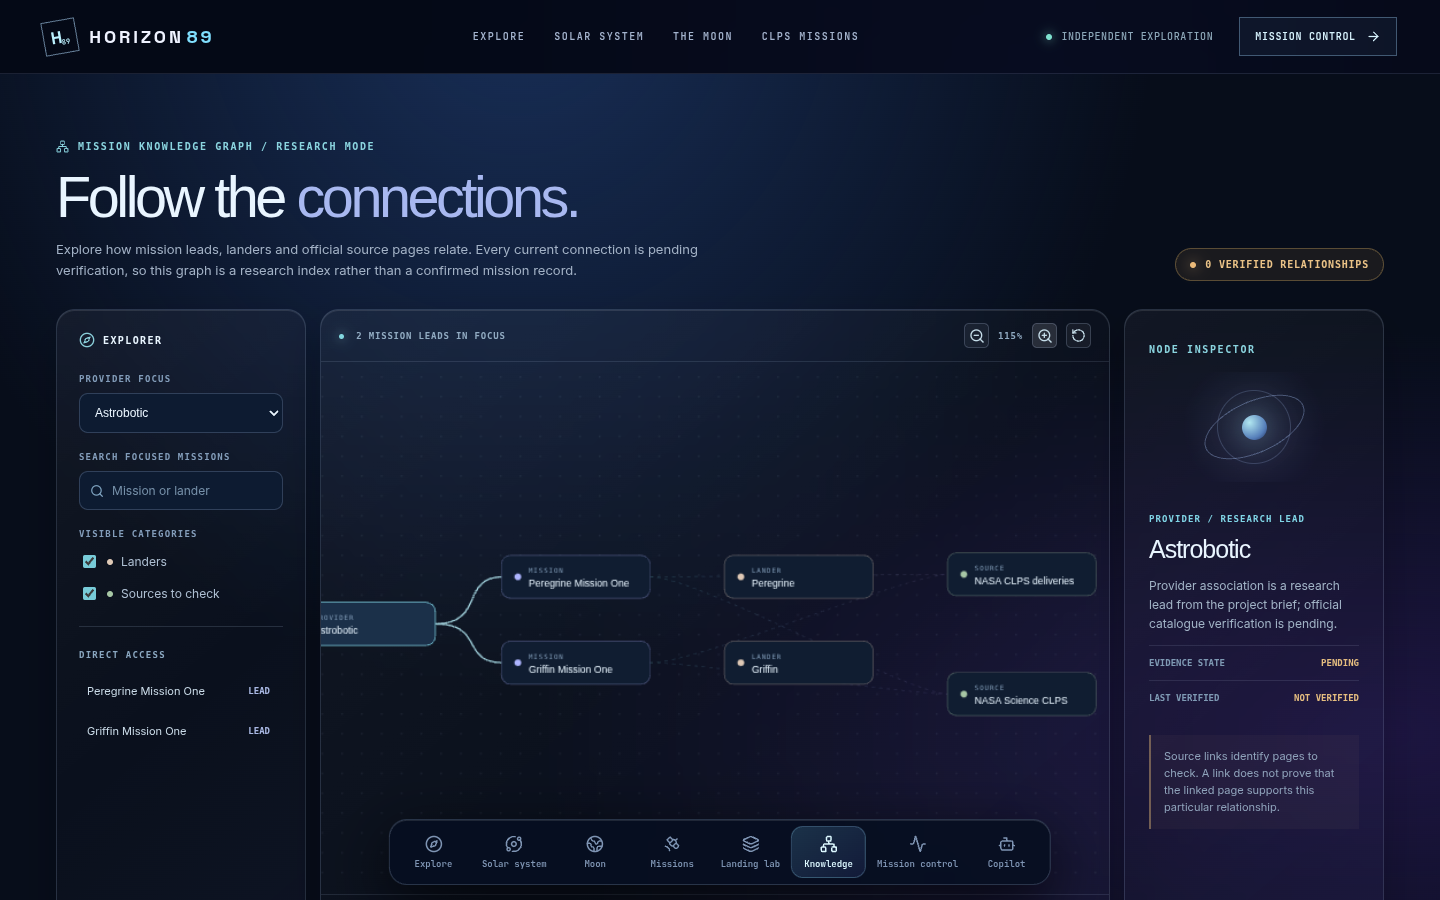 H89
HORIZON 89
EXPLORE
SOLAR SYSTEM
THE MOON
CLPS MISSIONS
INDEPENDENT EXPLORATION
MISSION CONTROL
MISSION KNOWLEDGE GRAPH / RESEARCH MODE
Follow the connections.
Explore how mission leads, landers and official source pages relate. Every current connection is pending
verification, so this graph is a research index rather than a confirmed mission record.
0 VERIFIED RELATIONSHIPS
EXPLORER
PROVIDER FOCUS
Astrobotic
SEARCH FOCUSED MISSIONS
Mission or lander
VISIBLE CATEGORIES
Landers
Sources to check
DIRECT ACCESS
Peregrine Mission One
LEAD
Griffin Mission One
LEAD
2 MISSION LEADS IN FOCUS
115%
OVIDER
strobotic
MISSION
Peregrine Mission One
MISSION
Griffin Mission One
LANDER
Peregrine
LANDER
Griffin
SOURCE
NASA CLPS deliveries
SOURCE
NASA Science CLPS
NODE INSPECTOR
PROVIDER / RESEARCH LEAD
Astrobotic
Provider association is a research
lead from the project brief; official
catalogue verification is pending.
EVIDENCE STATE
PENDING
LAST VERIFIED
NOT VERIFIED
Source links identify pages to
check. A link does not prove that
the linked page supports this
particular relationship.
Explore
Solar system
Moon
Missions
Landing lab
Knowledge
Mission control
Copilot